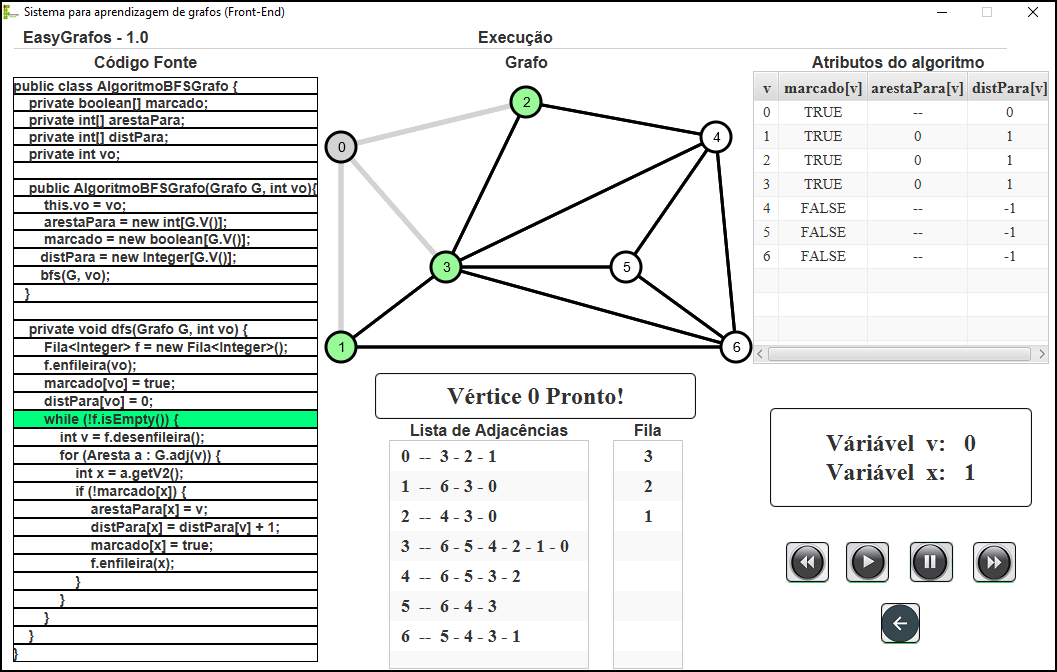 Sistema para aprendizagem de grafos (Front-End)
EasyGrafos - 1.0
Execução
Código Fonte
public class AlgoritmoBFSGrafo {
private boolean[] marcado;
private int[] arestaPara;
private int[] distPara;
private int vo;
public AlgoritmoBFSGrafo(Grafo G, int vo){
this.vo = vo;
arestaPara = new int[G.V()];
marcado = new boolean[G.V()];
distPara = new Integer[G.V()];
bfs(G, vo);
}
private void dfs(Grafo G, int vo) {
Fila<Integer> f = new Fila<Integer>();
f.enfileira(vo);
marcado[vo] = true;
distPara[vo] = 0;
while (!f.isEmpty()) {
int v = f.desenfileira();
for (Aresta a : G.adj(v)) {
int x = a.getV2();
if (!marcado[x]) {
arestaPara[x] = v;
distPara[x] = distPara[v] + 1;
marcado[x] = true;
f.enfileira(x);
}
}
}
}
}
Grafo
2
4
0
3
5
1
6
Vértice 0 Pronto!
Lista de Adjacências
0 -- 3 - 2 - 1
1 -- 6 - 3 - 0
2 -- 4 - 3 - 0
3 -- 6 - 5 - 4 - 2 - 1 - 0
4 -- 6 - 5 - 3 - 2
5 -- 6 - 4 - 3
6 -- 5 - 4 - 3 - 1
Fila
3
2
1
Atributos do algoritmo
v marcado[v] arestaPara[v] distPara[v]
0 TRUE -- 0
1 TRUE 0 1
2 TRUE 0 1
3 TRUE 0 1
4 FALSE -- -1
5 FALSE -- -1
6 FALSE -- -1
Váriável v: 0
Variável x: 1